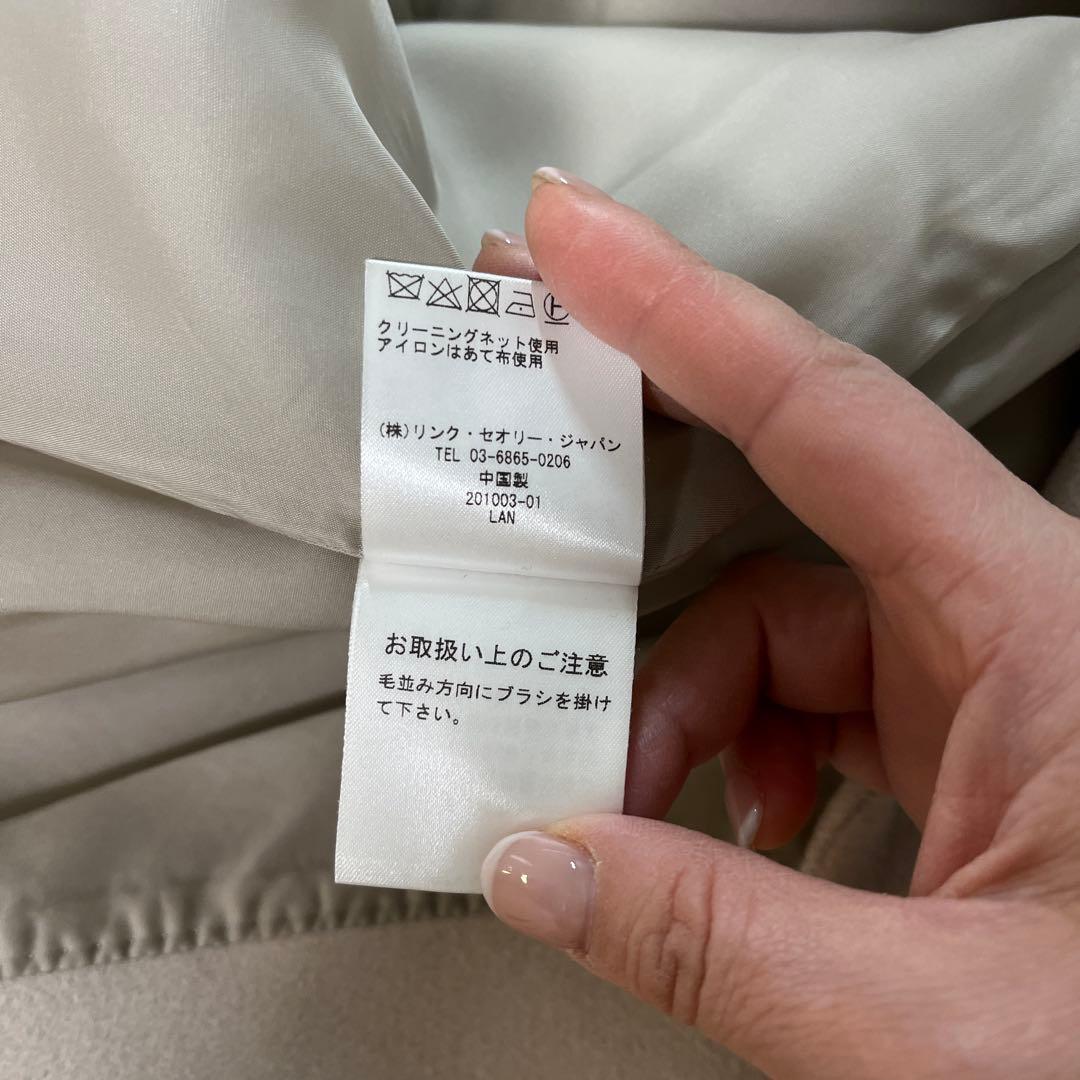 クリーニングネット使用
アイロンはあて布使用
(株)リンク・セオリー・ジャパン
TEL 03-6865-0206
中国製
201003-01
LAN
お取扱い上のご注意
毛並み方向にブラシを掛け
て下さい。